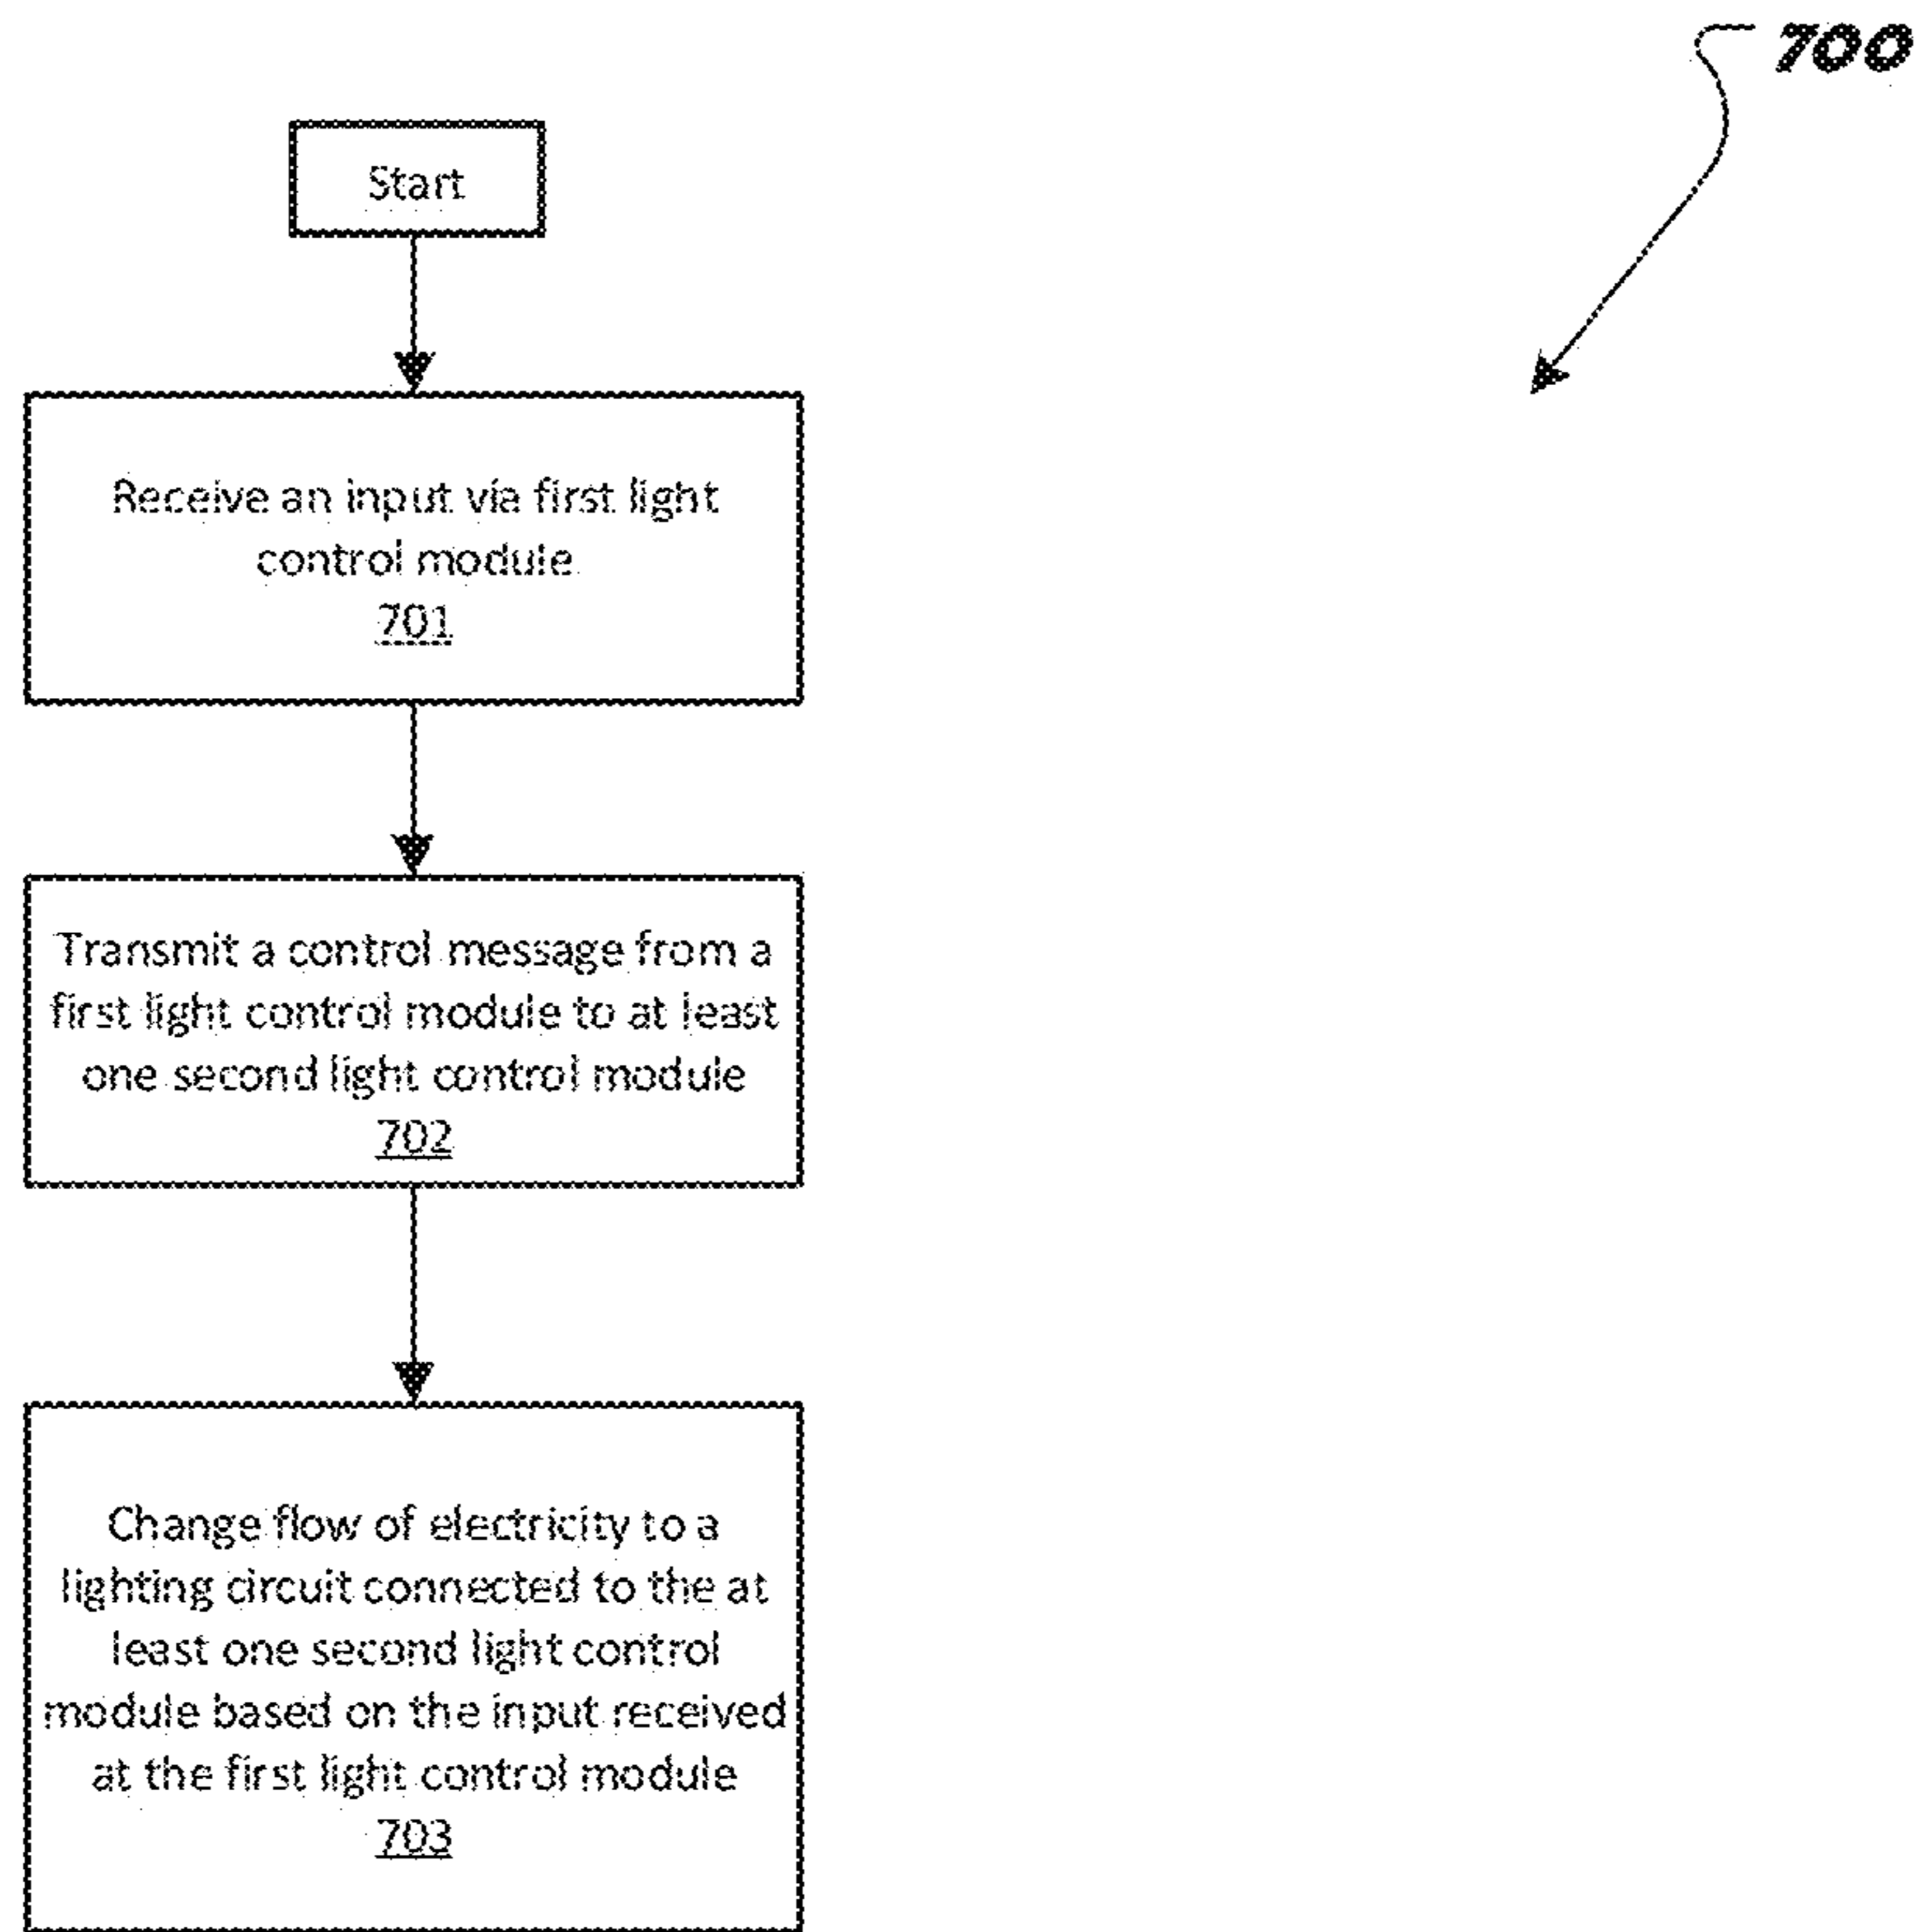 700
Start
Receive an input via first light
control module
701
Transmit a control message from a
first light control module to at least
one second light control module
702
Change flow of electricity to a
lighting circuit connected to the at
least one second light control
module based on the input received
at the first light control module
703